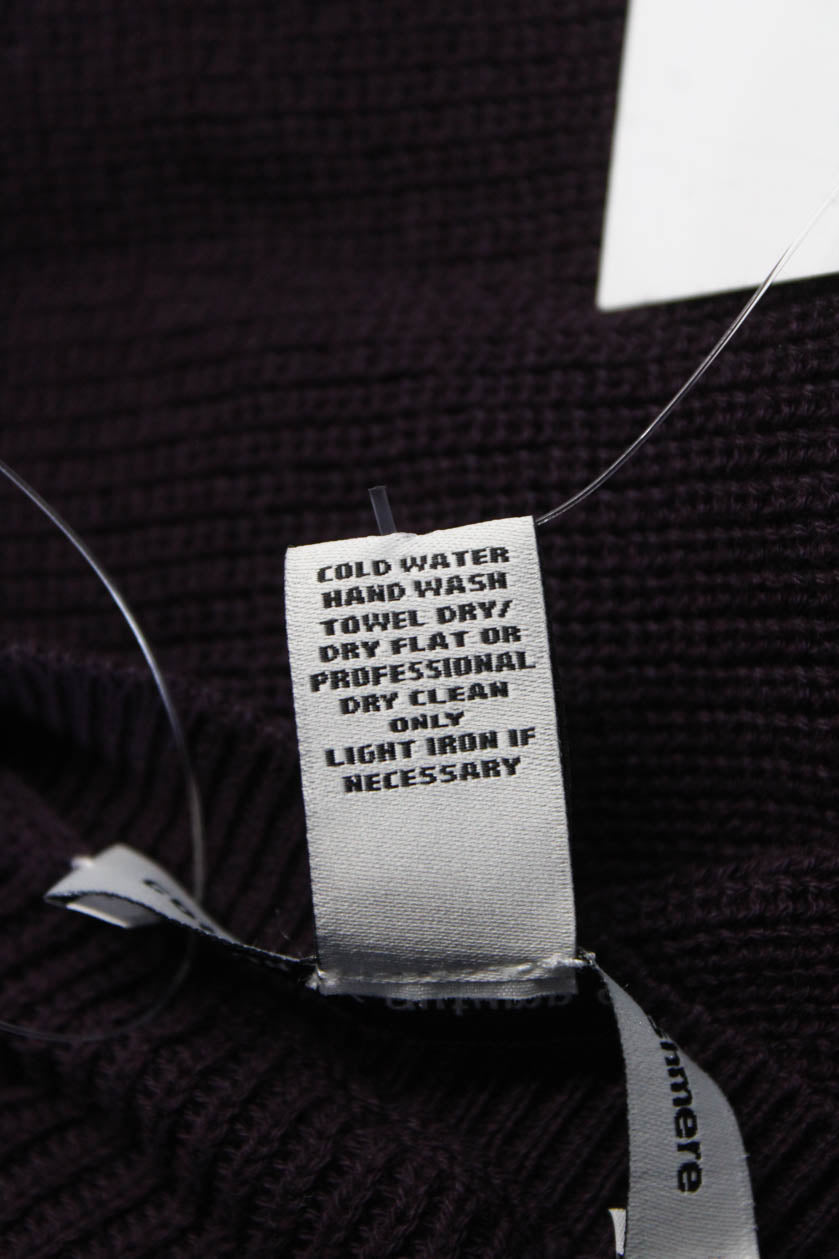 COLD WATER
HAND WASH
TOWEL DRY/
DRY FLAT OR
PROFESSIONAL
DRY CLEAN
ONLY
LIGHT IRON IF
NECESSARY